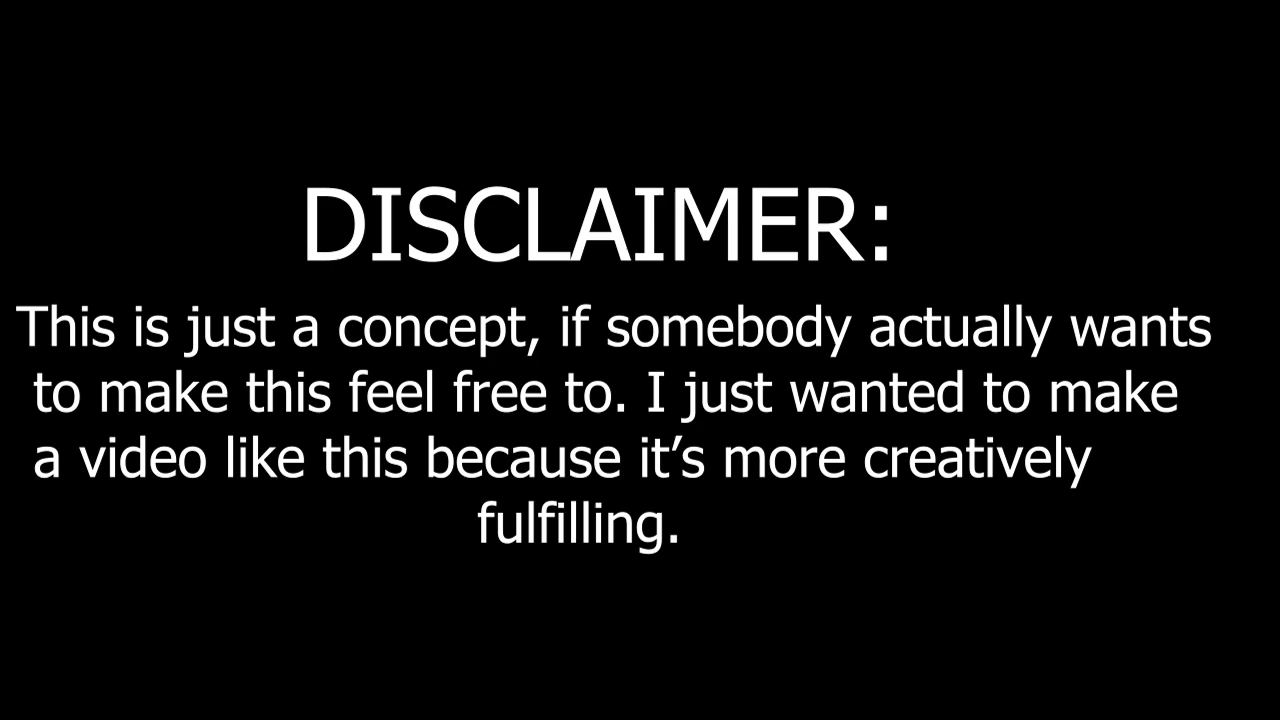 DISCLAIMER:
This is just a concept, if somebody actually wants
to make this feel free to. I just wanted to make
a video like this because it’s more creatively
fulfilling.